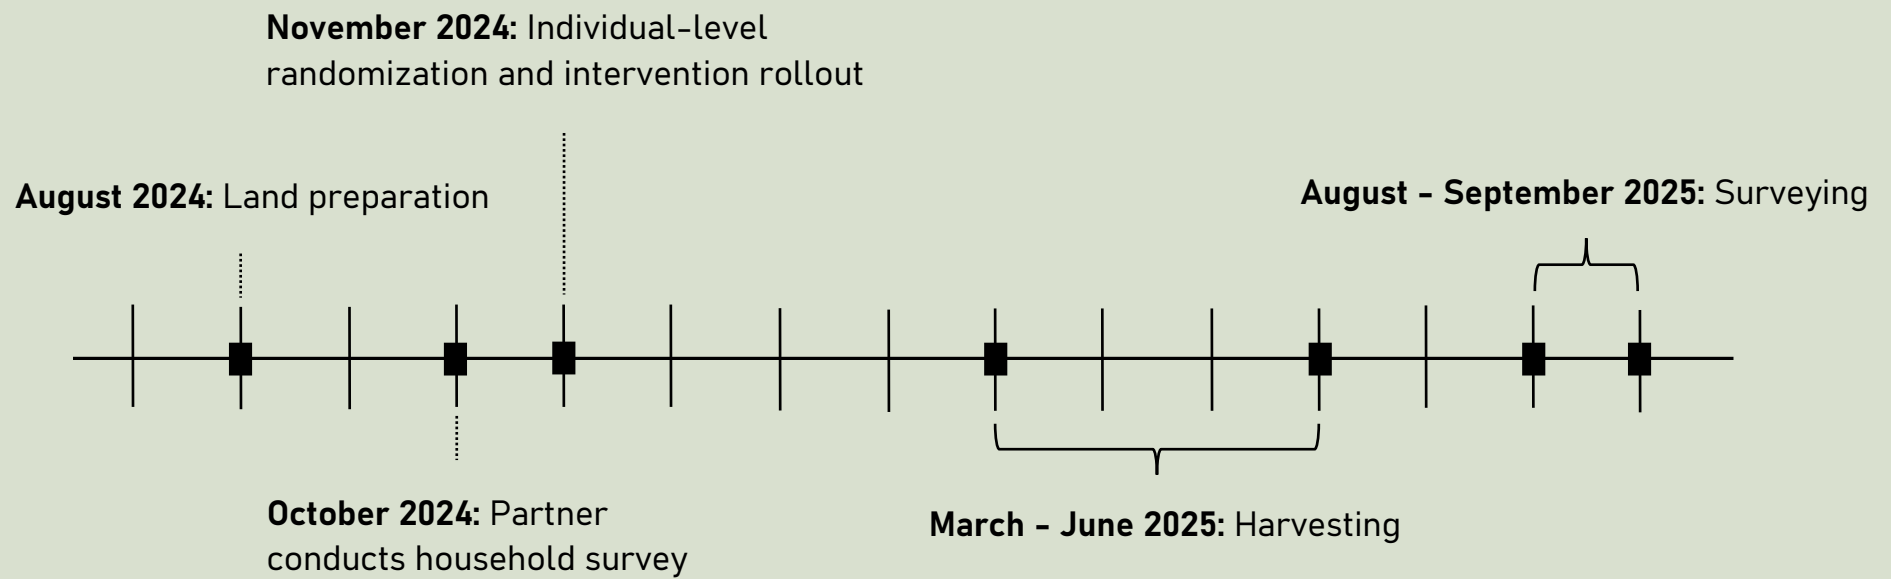 November 2024: Individual-level
randomization and intervention rollout
August 2024: Land preparation
August - September 2025: Surveying
October 2024: Partner
conducts household survey
March - June 2025: Harvesting